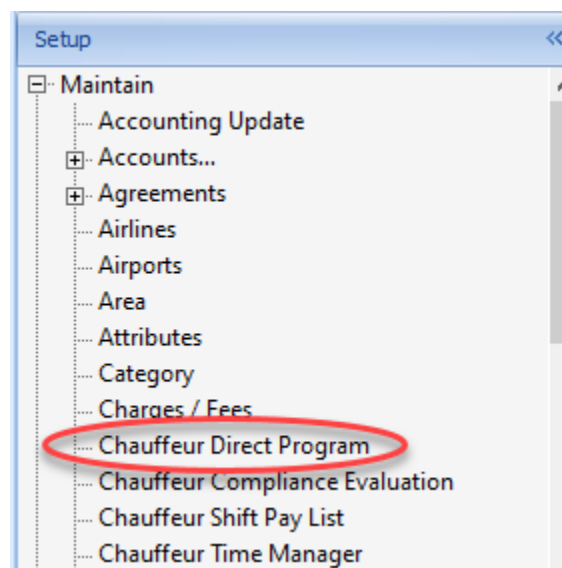 Setup
Maintain
Accounting Update
Accounts...
Agreements
Airlines
Airports
Area
Attributes
Category
Charges / Fees
Chauffeur Direct Program
Chauffeur Compliance Evaluation
Chauffeur Shift Pay List
Chauffeur Time Manager